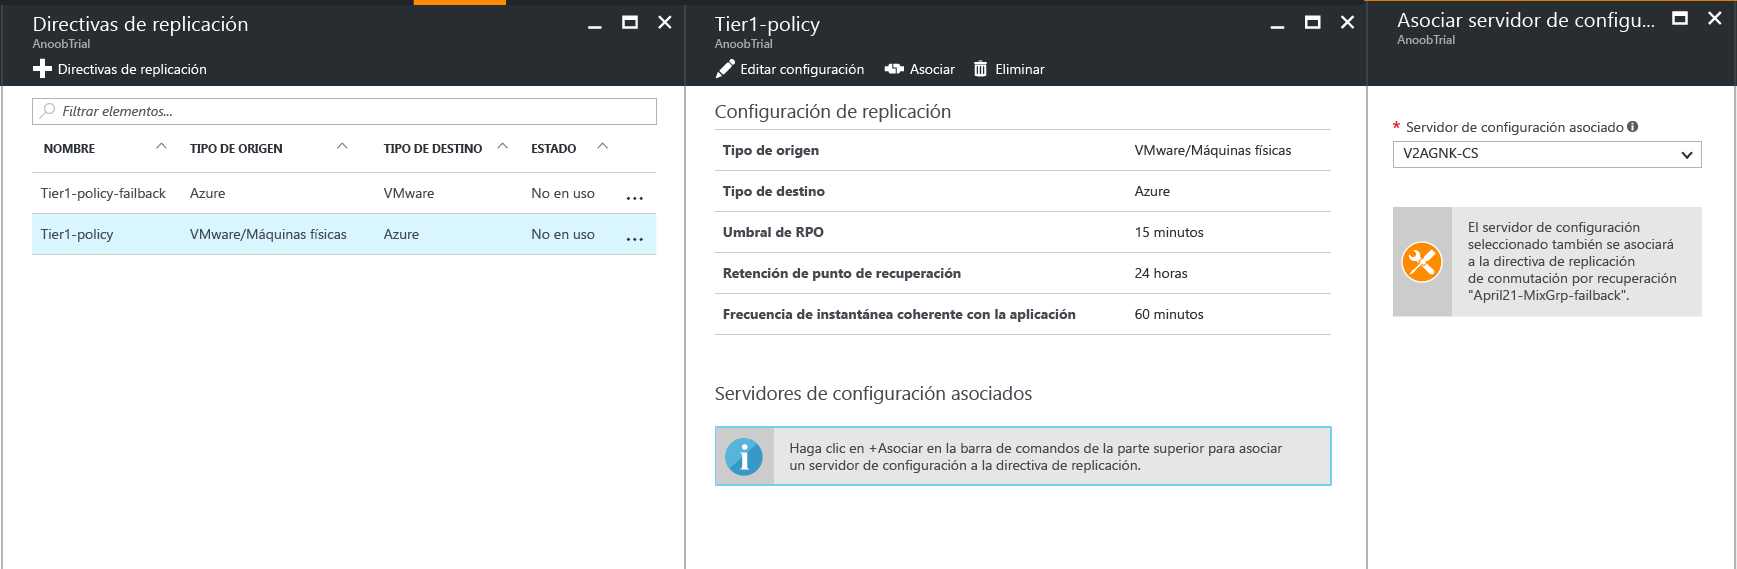 Directivas de replicación
AnoobTrial
Directivas de replicación
Filtrar elementos...
NOMBRE TIPO DE ORIGEN TIPO DE DESTINO ESTADO
Tier1-policy-failback Azure VMware No en uso ...
Tier1-policy VMware/Máquinas físicas Azure No en uso ...
Tier1-policy
AnoobTrial
Editar configuración Asociar Eliminar
Configuración de replicación
Tipo de origen VMware/Máquinas físicas
Tipo de destino Azure
Umbral de RPO 15 minutos
Retención de punto de recuperación 24 horas
Frecuencia de instantánea coherente con la aplicación 60 minutos
Servidores de configuración asociados
Haga clic en +Asociar en la barra de comandos de la parte superior para asociar
un servidor de configuración a la directiva de replicación.
Asociar servidor de configu...
AnoobTrial
* Servidor de configuración asociado
V2AGNK-CS
El servidor de configuración
seleccionado también se asociará
a la directiva de replicación
de conmutación por recuperación
"April21-MixGrp-failback".